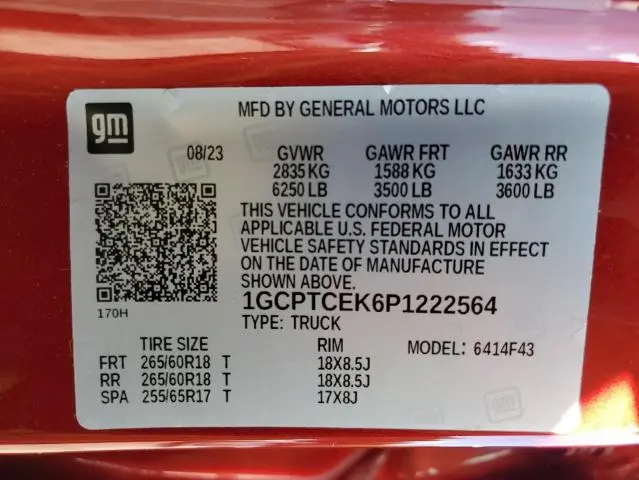 gm
MFD BY GENERAL MOTORS LLC
08/23 GVWR GAWR FRT GAWR RR
2835 KG 1588 KG 1633 KG
6250 LB 3500 LB 3600 LB
THIS VEHICLE CONFORMS TO ALL
APPLICABLE U.S. FEDERAL MOTOR
VEHICLE SAFETY STANDARDS IN EFFECT
ON THE DATE OF MANUFACTURE
SHOWN ABOVE.
1GCPTCEK6P1222564
170H
TYPE: TRUCK
TIRE SIZE RIM MODEL: 6414F43
FRT 265/60R18 T 18X8.5J
RR 265/60R18 T 18X8.5J
SPA 255/65R17 T 17X8J